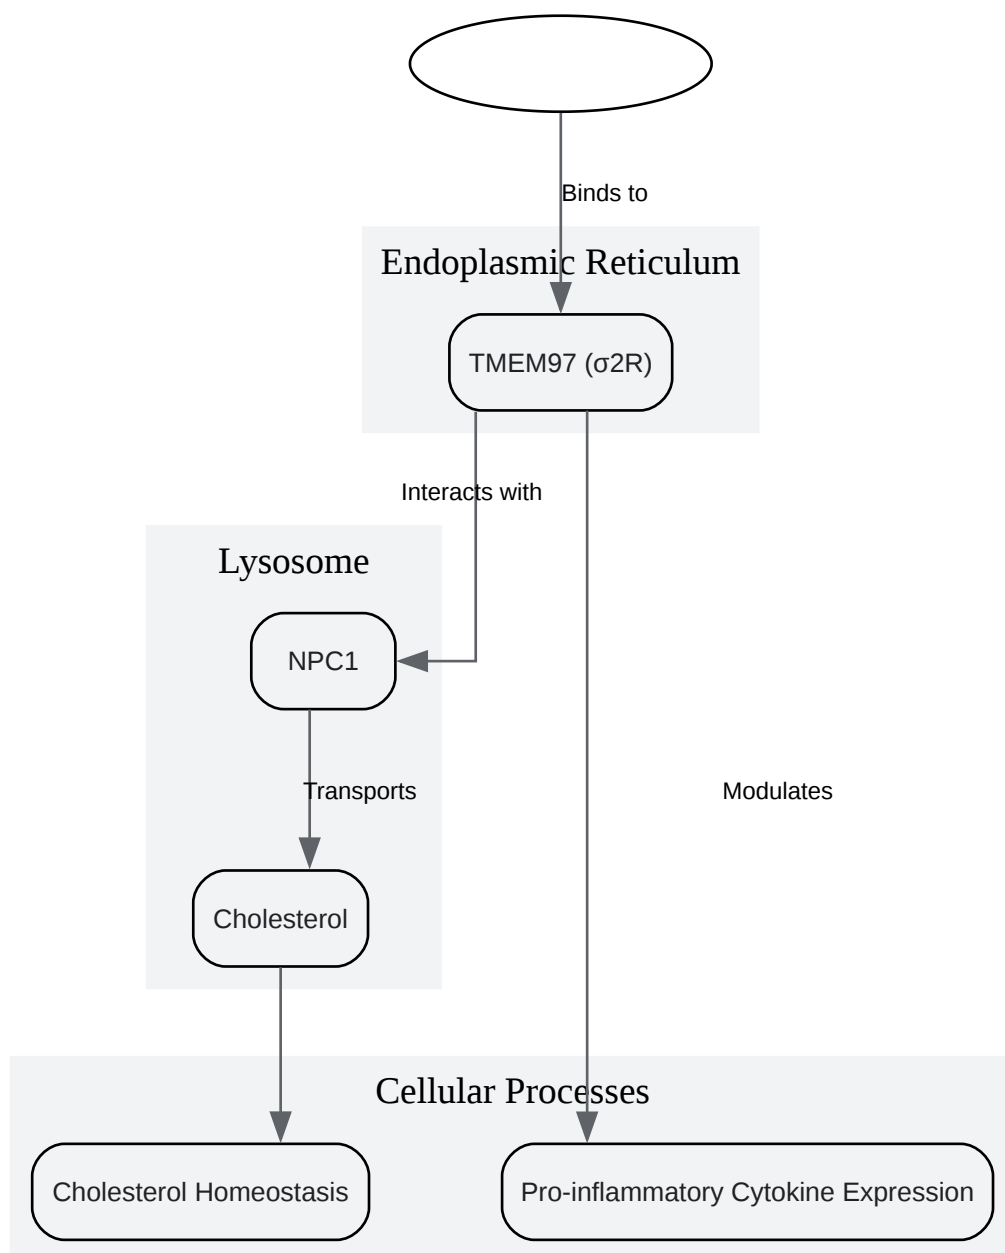 Binds to
Endoplasmic Reticulum
TMEM97 (σ2R)
Interacts with
Lysosome
NPC1
Transports
Modulates
Cholesterol
Cellular Processes
Cholesterol Homeostasis
Pro-inflammatory Cytokine Expression